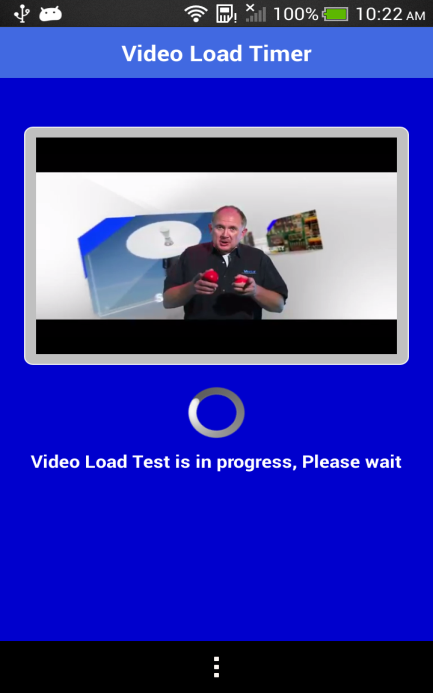 100% 10:22 AM
Video Load Timer
Video Load Test is in progress, Please wait